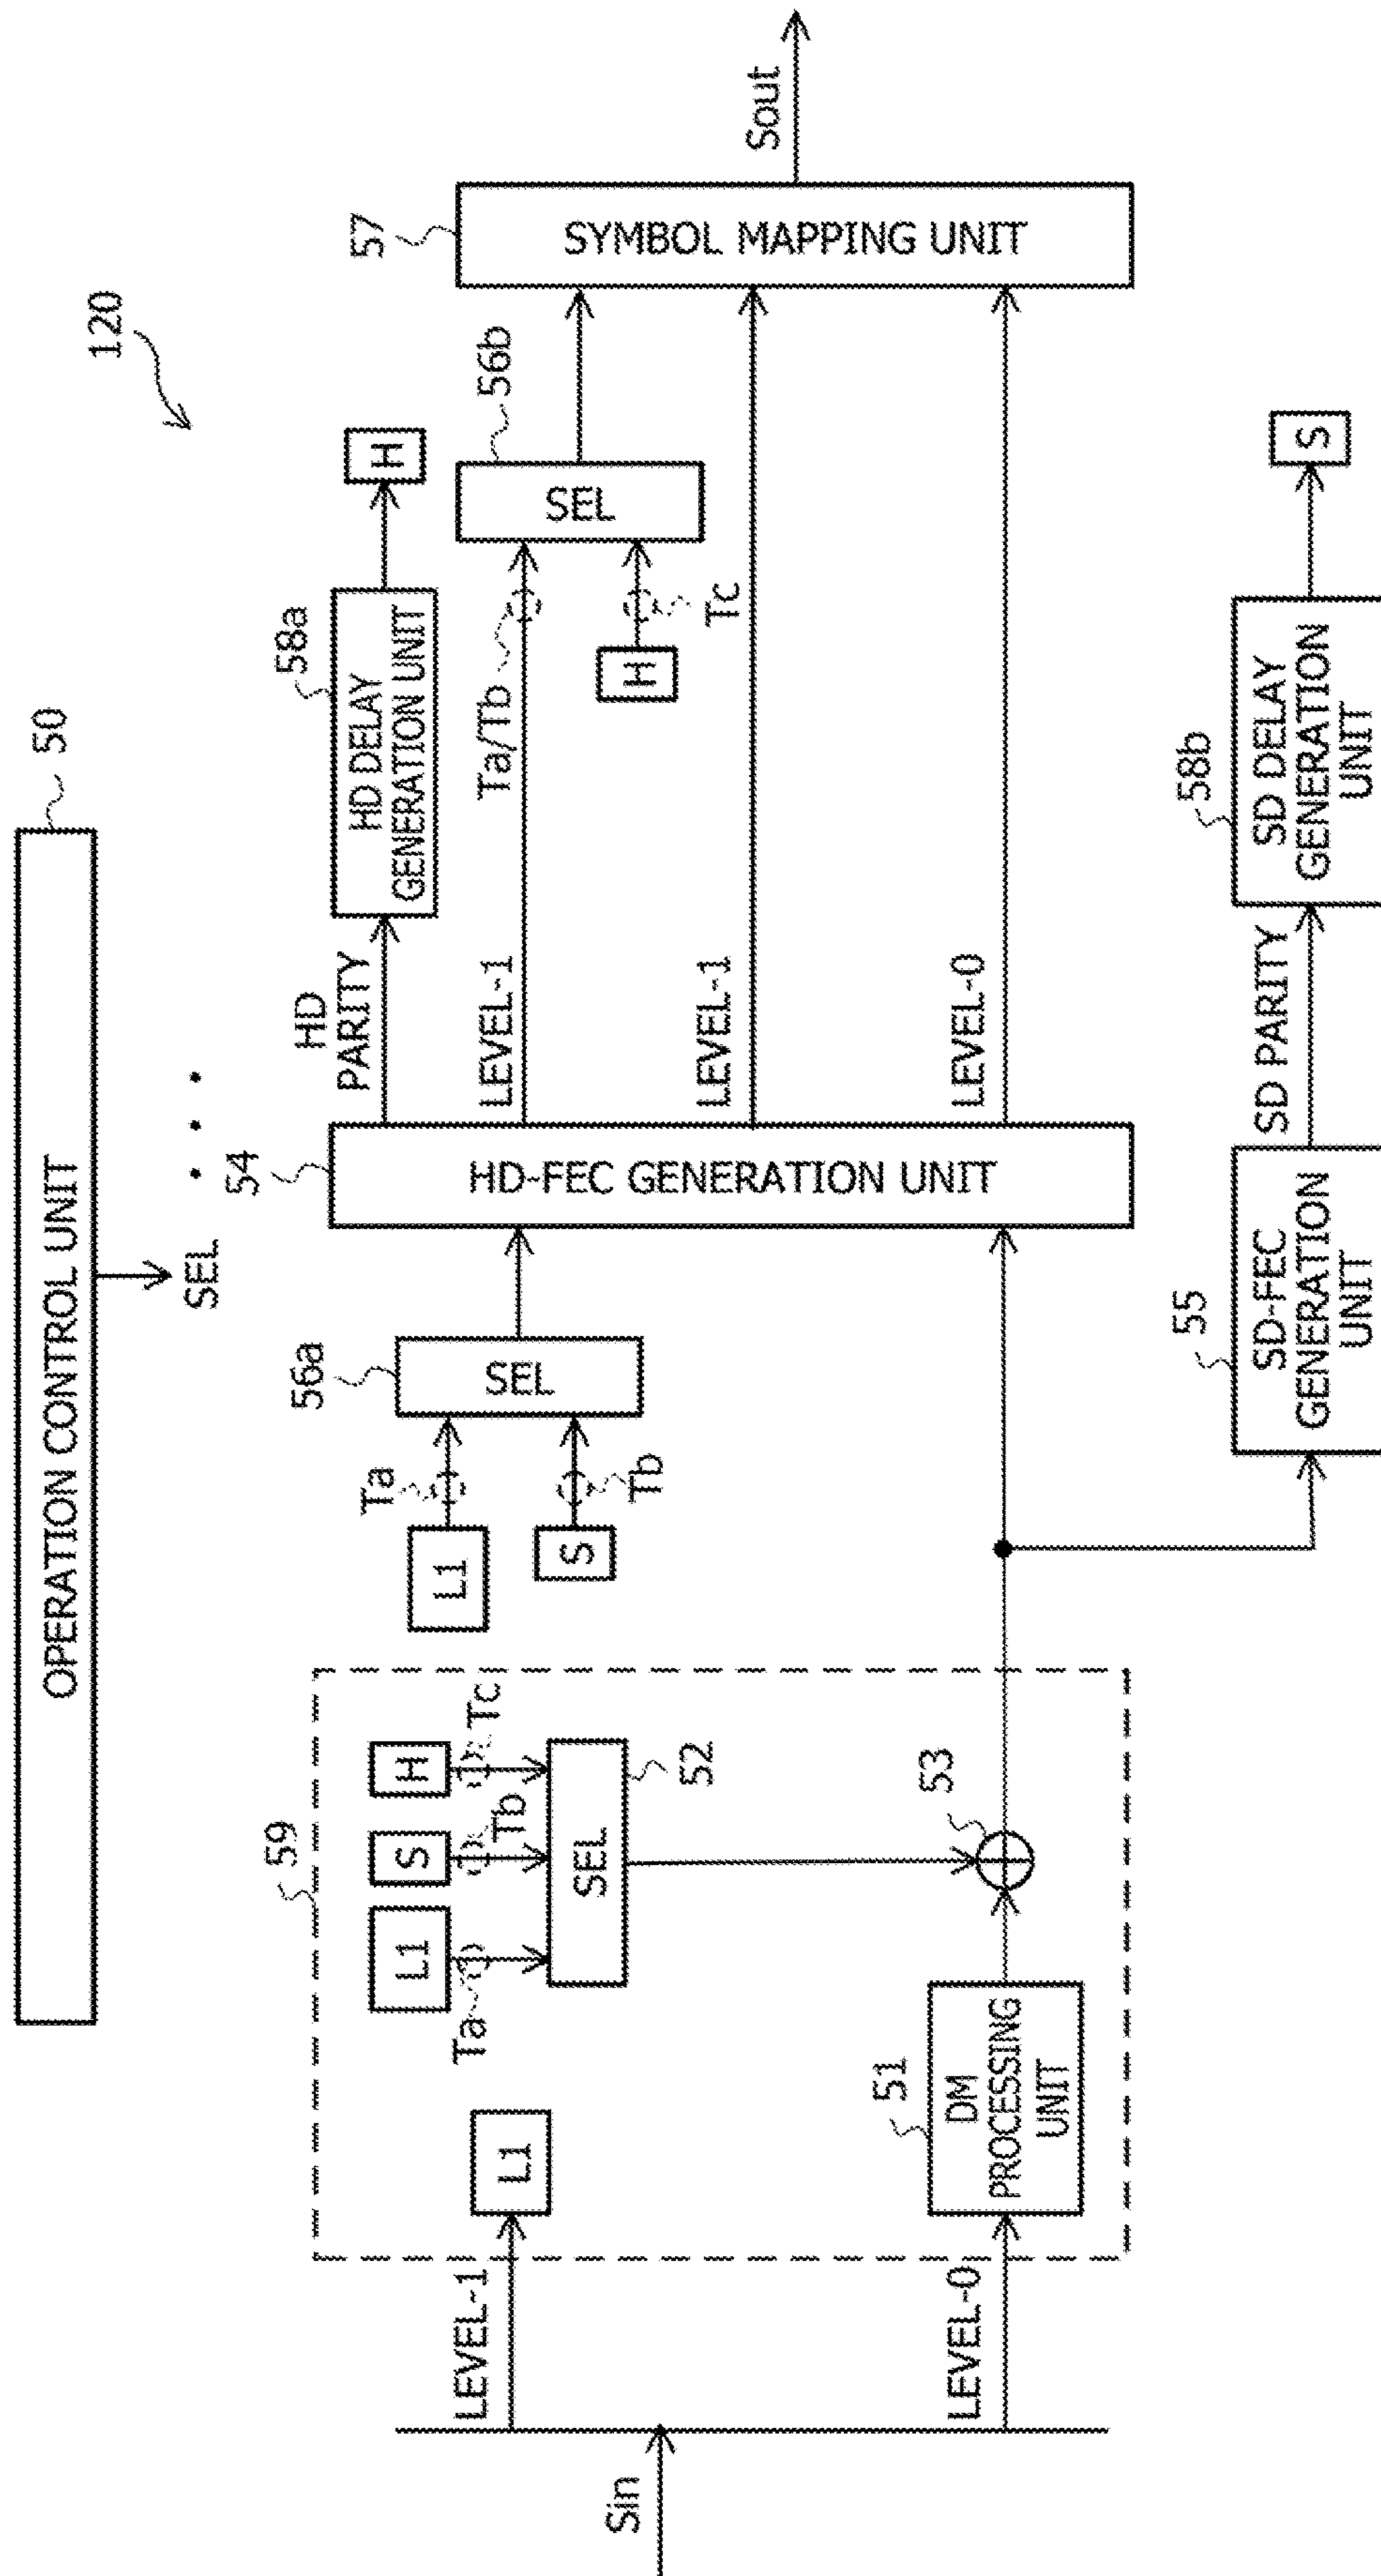 120
50
OPERATION CONTROL UNIT
SEL
• • •
59
H
S
L1
Tc
Tb
Ta
SEL
52
L1
53
51
DM
PROCESSING
UNIT
Sin
LEVEL-1
LEVEL-0
Ta
L1
S
Tb
56a
SEL
54
HD-FEC GENERATION UNIT
HD
PARITY
LEVEL-1
LEVEL-1
LEVEL-0
58a
HD DELAY
GENERATION UNIT
H
Ta/Tb
H
Tc
56b
SEL
57
SYMBOL MAPPING UNIT
Sout
55
SD-FEC
GENERATION
UNIT
SD PARITY
58b
SD DELAY
GENERATION
UNIT
S